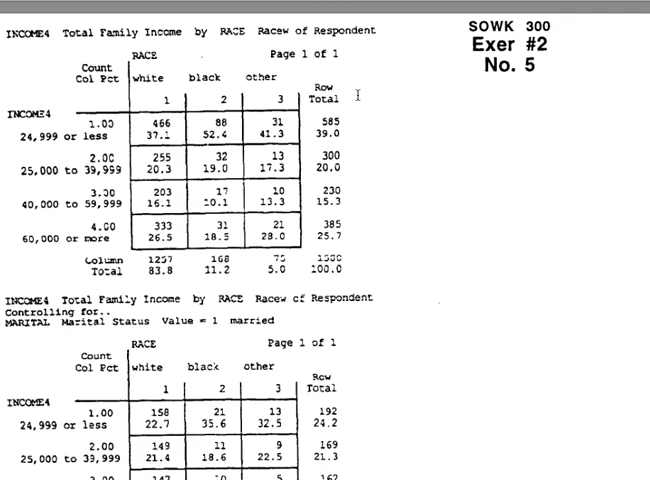 SOWK 300
Exer #2
No. 5
INCOME4 Total Family Income by RACE Racew of Respondent
RACE Page 1 of 1
Count
Col Pct white black other
Row
1 2 3 Total
INCOME4
1.00 466 88 31 585
24,999 or less 37.1 52.4 41.3 39.0
2.00 255 32 13 300
25,000 to 39,999 20.3 19.0 17.3 20.0
3.00 203 17 10 230
40,000 to 59,999 16.1 10.1 13.3 15.3
4.00 333 31 21 385
60,000 or more 26.5 18.5 28.0 25.7
Column 1257 168 75 1500
Total 83.8 11.2 5.0 100.0
INCOME4 Total Family Income by RACE Racew of Respondent
Controlling for..
MARITAL Marital Status Value = 1 married
RACE Page 1 of 1
Count
Col Pct white black other
Row
1 2 3 Total
INCOME4
1.00 158 21 13 192
24,999 or less 22.7 35.6 32.5 24.2
2.00 149 11 9 169
25,000 to 39,999 21.4 18.6 22.5 21.3
3.00 147 10 5 162